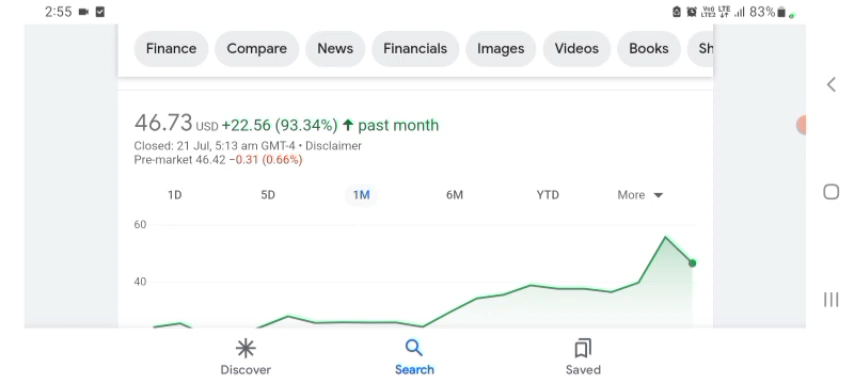 2:55 83%
Finance Compare News Financials Images Videos Books Sh
46.73 USD +22.56 (93.34%) ↑ past month
Closed: 21 Jul, 5:13 am GMT-4 • Disclaimer
Pre-market 46.42 −0.31 (0.66%)
1D 5D 1M 6M YTD More
60
40
Discover Search Saved